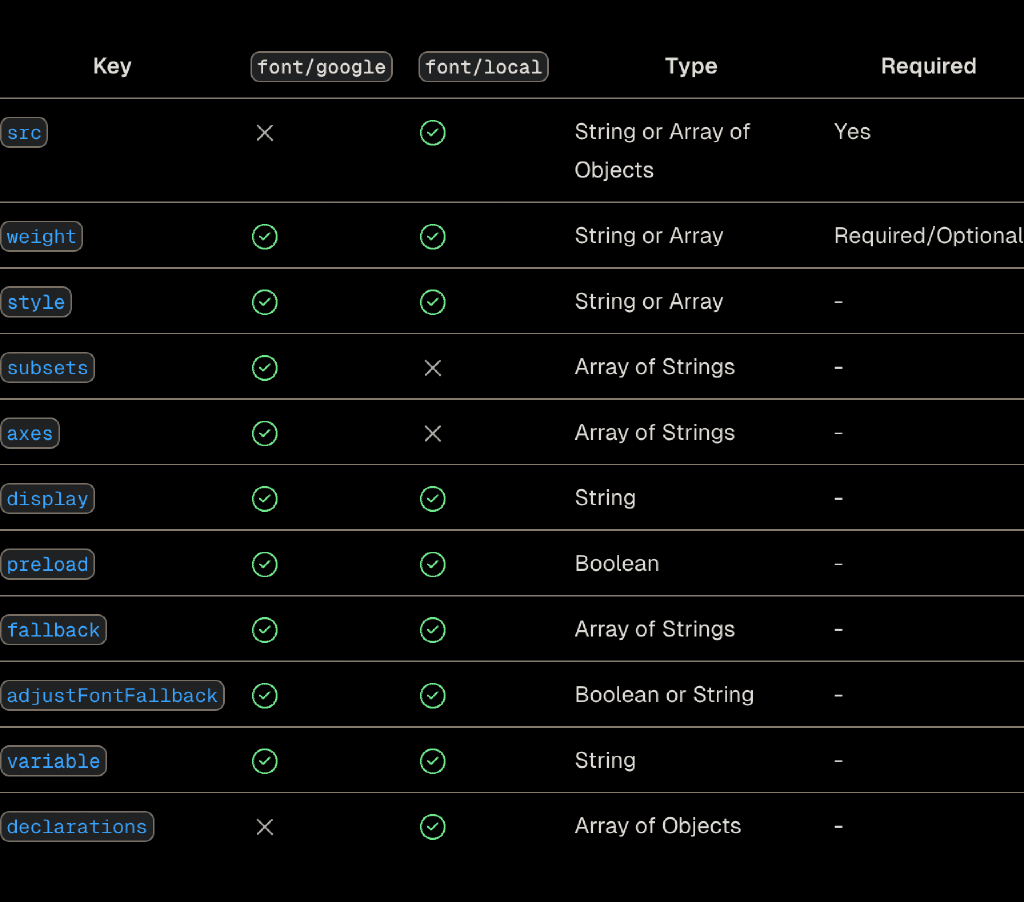 Key font/google font/local Type Required
src String or Array of Yes
Objects
weight String or Array Required/Optional
style String or Array -
subsets Array of Strings -
axes Array of Strings -
display String -
preload Boolean -
fallback Array of Strings -
adjustFontFallback Boolean or String -
variable String -
declarations Array of Objects -